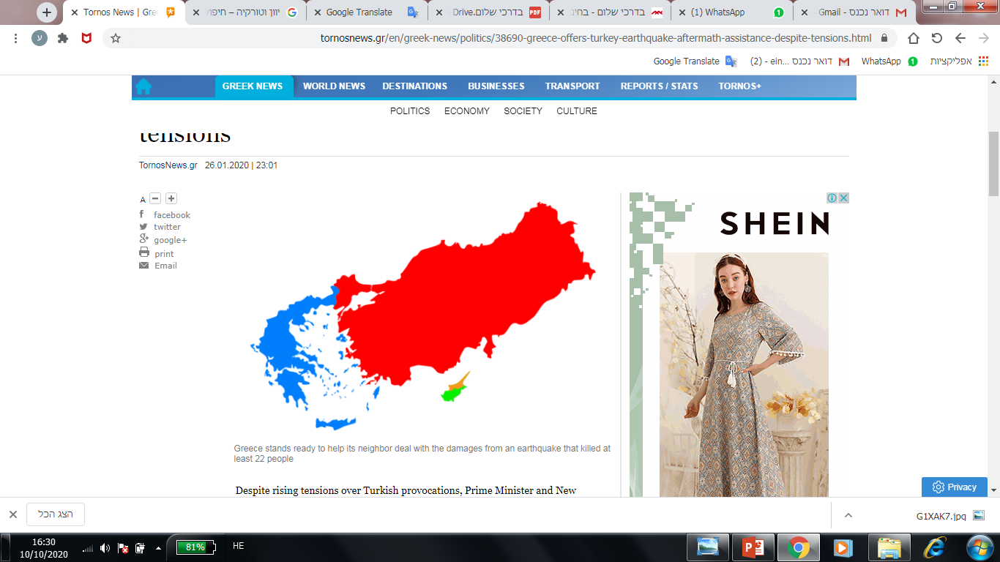 Tornos News | Gre
יוון וטורקיה – חיפוי
Google Translate
בדרכי שלום.Drive
בדרכי שלום - בחינ
(1) WhatsApp
דואר נכנס - Gmail
ע
tornosnews.gr/en/greek-news/politics/38690-greece-offers-turkey-earthquake-aftermath-assistance-despite-tensions.html
Google Translate
דואר נכנס (2) - ein...
WhatsApp
אפליקציות
GREEK NEWS WORLD NEWS DESTINATIONS BUSINESSES TRANSPORT REPORTS / STATS TORNOS+
POLITICS ECONOMY SOCIETY CULTURE
tensions
TornosNews.gr 26.01.2020 | 23:01
A
facebook
twitter
google+
print
Email
SHEIN
Greece stands ready to help its neighbor deal with the damages from an earthquake that killed at
least 22 people
Despite rising tensions over Turkish provocations, Prime Minister and New
Privacy
הצג הכל
G1XAK7.jpg
16:30
10/10/2020
81%
HE